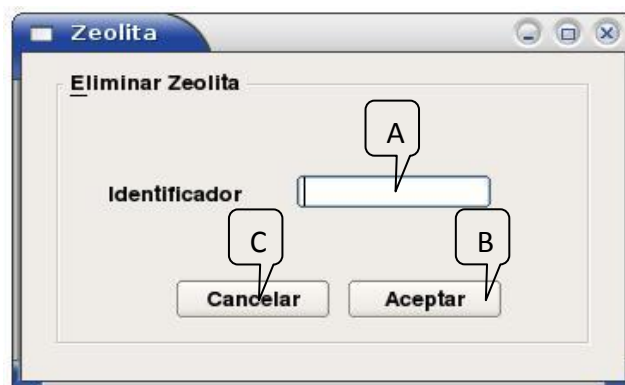 Zeolita
Eliminar Zeolita
A
Identificador
C
B
Cancelar
Aceptar